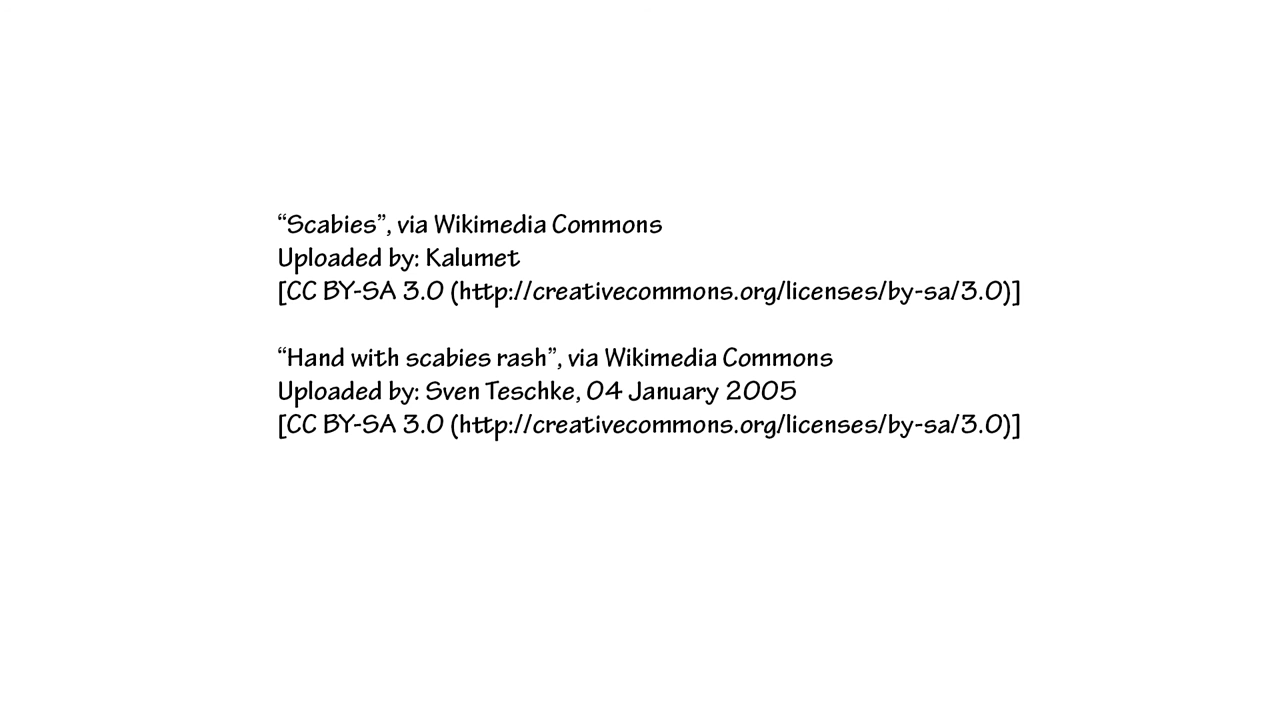 “Scabies”, via Wikimedia Commons
Uploaded by: Kalumet
[CC BY-SA 3.0 (http://creativecommons.org/licenses/by-sa/3.0)]
“Hand with scabies rash”, via Wikimedia Commons
Uploaded by: Sven Teschke, 04 January 2005
[CC BY-SA 3.0 (http://creativecommons.org/licenses/by-sa/3.0)]